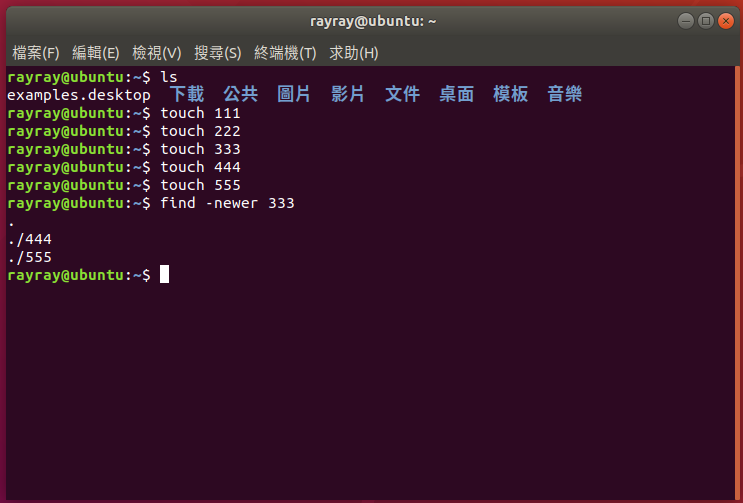 rayray@ubuntu: ~
檔案(F) 編輯(E) 檢視(V) 搜尋(S) 終端機(T) 求助(H)
rayray@ubuntu:~$ ls
examples.desktop 下載 公共 圖片 影片 文件 桌面 模板 音樂
rayray@ubuntu:~$ touch 111
rayray@ubuntu:~$ touch 222
rayray@ubuntu:~$ touch 333
rayray@ubuntu:~$ touch 444
rayray@ubuntu:~$ touch 555
rayray@ubuntu:~$ find -newer 333
.
./444
./555
rayray@ubuntu:~$